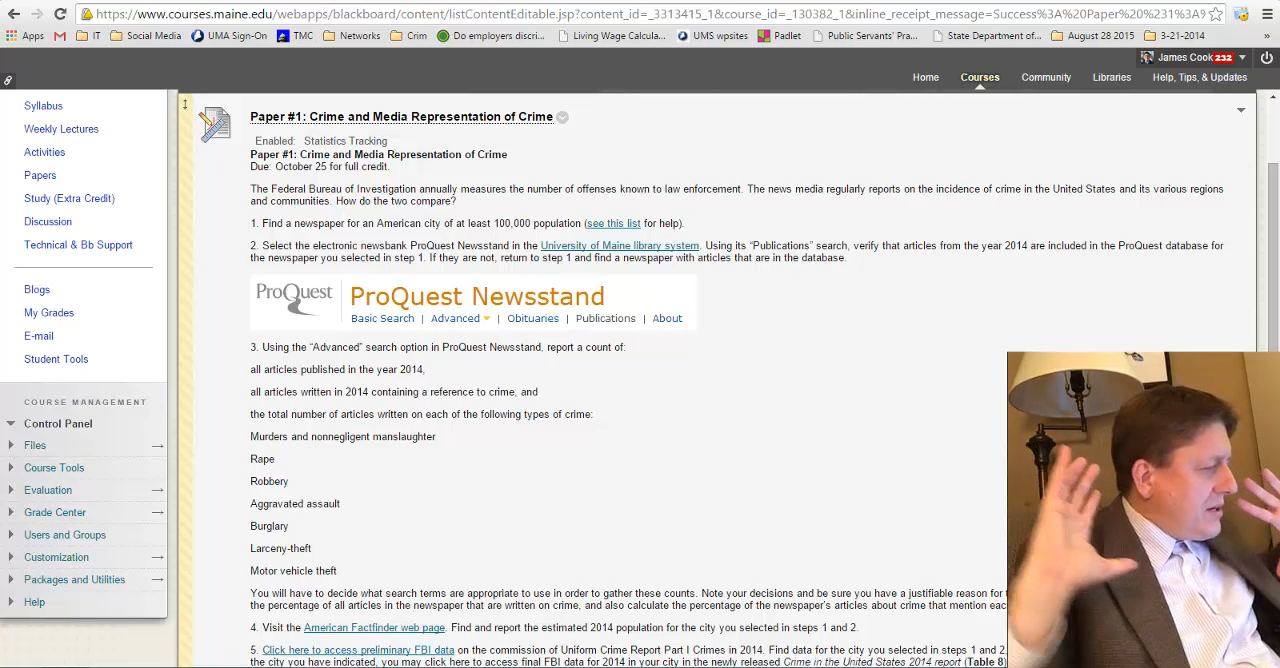 https://www.courses.maine.edu/webapps/blackboard/content/listContentEditable.jsp?content_id=_3313415_1&course_id=_130382_1&inline_receipt_message=Success%3A%20Paper%20%231%3A%
Apps IT Social Media UMA Sign-On TMC Networks Crim Do employers discri... Living Wage Calcula... UMS wpsites Padlet Public Servants' Pra... State Department of... August 28 2015 3-21-2014 »
James Cook 232
Home Courses Community Libraries Help, Tips, & Updates
Syllabus
Weekly Lectures
Activities
Papers
Study (Extra Credit)
Discussion
Technical & Bb Support
Blogs
My Grades
E-mail
Student Tools
COURSE MANAGEMENT
Control Panel
Files
Course Tools
Evaluation
Grade Center
Users and Groups
Customization
Packages and Utilities
Help
Paper #1: Crime and Media Representation of Crime
Enabled: Statistics Tracking
Paper #1: Crime and Media Representation of Crime
Due: October 25 for full credit.
The Federal Bureau of Investigation annually measures the number of offenses known to law enforcement. The news media regularly reports on the incidence of crime in the United States and its various regions
and communities. How do the two compare?
1. Find a newspaper for an American city of at least 100,000 population (see this list for help).
2. Select the electronic newsbank ProQuest Newsstand in the University of Maine library system. Using its “Publications” search, verify that articles from the year 2014 are included in the ProQuest database for
the newspaper you selected in step 1. If they are not, return to step 1 and find a newspaper with articles that are in the database.
ProQuest ProQuest Newsstand
Basic Search | Advanced | Obituaries | Publications | About
3. Using the “Advanced” search option in ProQuest Newsstand, report a count of:
all articles published in the year 2014,
all articles written in 2014 containing a reference to crime, and
the total number of articles written on each of the following types of crime:
Murders and nonnegligent manslaughter
Rape
Robbery
Aggravated assault
Burglary
Larceny-theft
Motor vehicle theft
You will have to decide what search terms are appropriate to use in order to gather these counts. Note your decisions and be sure you have a justifiable reason for
the percentage of all articles in the newspaper that are written on crime, and also calculate the percentage of the newspaper's articles about crime that mention
4. Visit the American Factfinder web page. Find and report the estimated 2014 population for the city you selected in steps 1 and 2.
5. Click here to access preliminary FBI data on the commission of Uniorm Crime Report Part I Crimes in 2014. Find data for the city you selected in steps 1 and 2.
the city you have indicated, you may click here to access final FBI data for 2014 in your city in the newly released Crime in the United States 2014 report (Table 8)